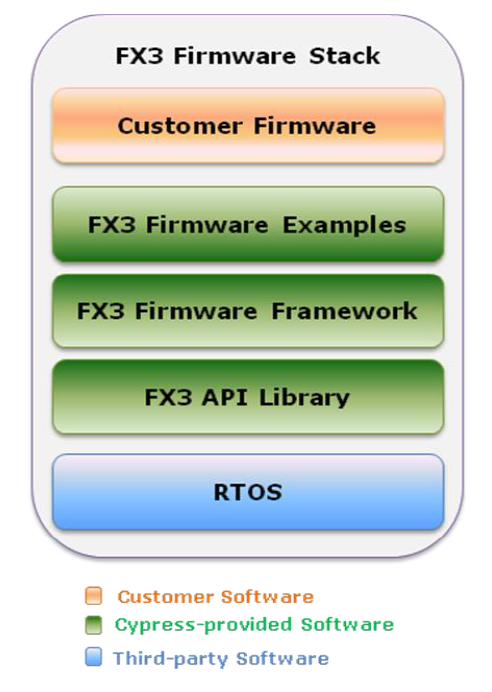 FX3 Firmware Stack
Customer Firmware
FX3 Firmware Examples
FX3 Firmware Framework
FX3 API Library
RTOS
Customer Software
Cypress-provided Software
Third-party Software